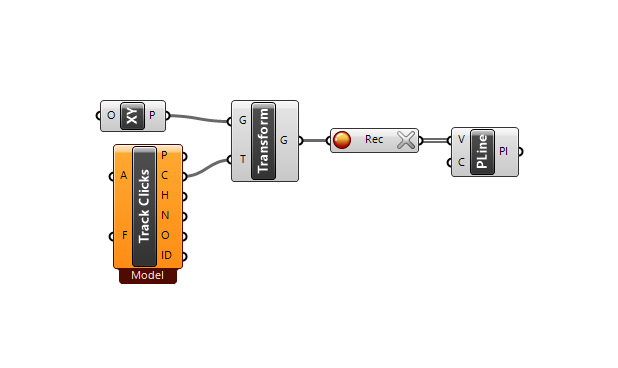 O XY P
G
T
Transform
G
Rec
V
C
PLine
Pl
A
F
Track Clicks
P
C
H
N
O
ID
Model